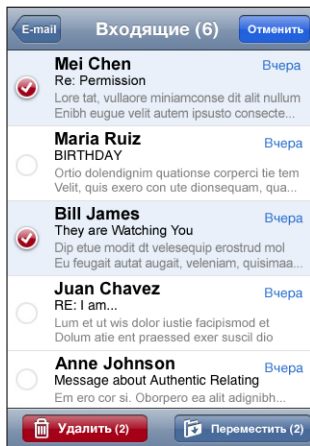 E-mail Входящие (6) Отменить
Mei Chen Вчера
Re: Permission
Lore tat, vullaore miniamconse dit alit nullum
Enibh eugue velit autem ipsusto consecte...
Maria Ruiz Вчера
BIRTHDAY
Ortio dolendignim quationse corperci tie tem
Velit, quis exero con ute dionsequam, qua...
Bill James Вчера
They are Watching You
Dip etue modit dt velesequip erostrud mol
Eu feugait autat augait, veleniam, quisimaa...
Juan Chavez Вчера
RE: I am...
Lum et ut wis dolor iustie facipismod et
Dolum atie ent praessed exer suscil dio
Anne Johnson Вчера
Message about Authentic Relating
Em ero cor si. Oborpero ea alit adignibh...
Удалить (2) Переместить (2)